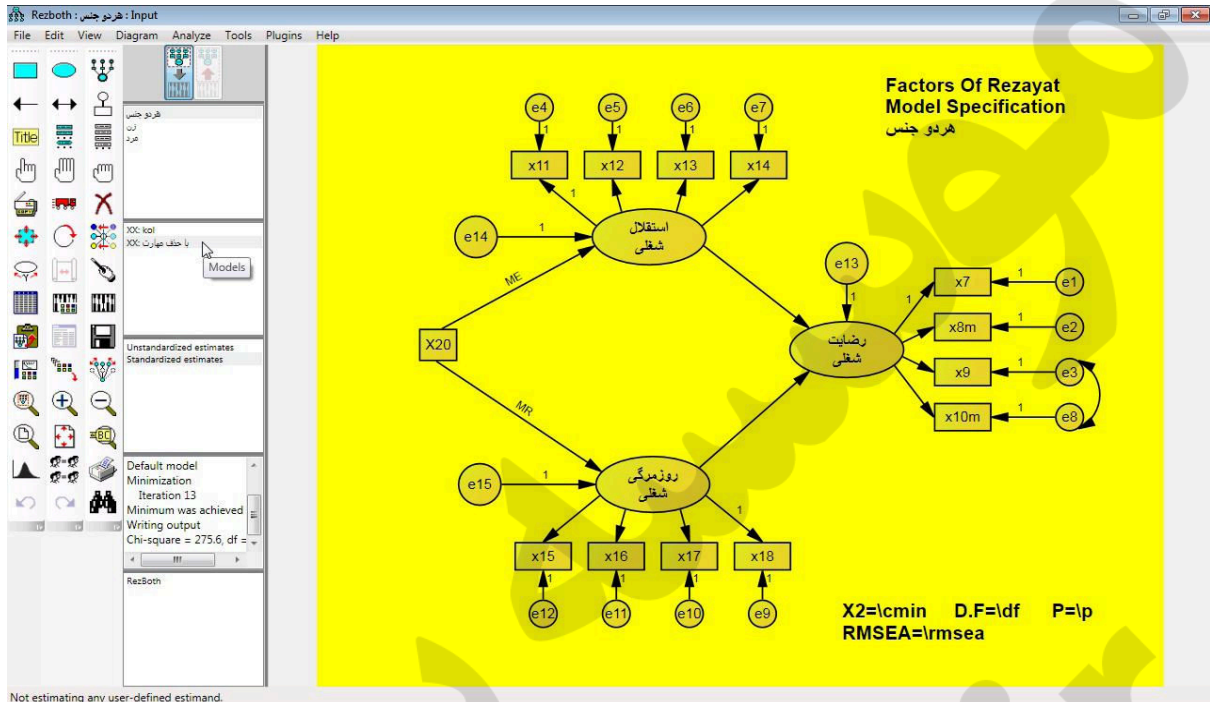 Rezboth : هردو جنس : Input
File Edit View Diagram Analyze Tools Plugins Help
Title
هردو جنس
زن
مرد
XX: kol
XX: با حذف مهارت
Models
Unstandardized estimates
Standardized estimates
Default model
Minimization
Iteration 13
Minimum was achieved
Writing output
Chi-square = 275.6, df =
RezBoth
Not estimating any user-defined estimand.
Factors Of Rezayat
Model Specification
هردو جنس
e4 e5 e6 e7
1 1 1 1
x11 x12 x13 x14
1
e14 1 استقلال
شغلی
ME
e13
1
1
x7 1 e1
x8m 1 e2
x9 1 e3
x10m 1 e8
رضایت
شغلی
X20
MR
e15 1 روزمرگی
شغلی
1
x15 x16 x17 x18
1 1 1 1
e12 e11 e10 e9
X2=\cmin D.F=\df P=\p
RMSEA=\rmsea